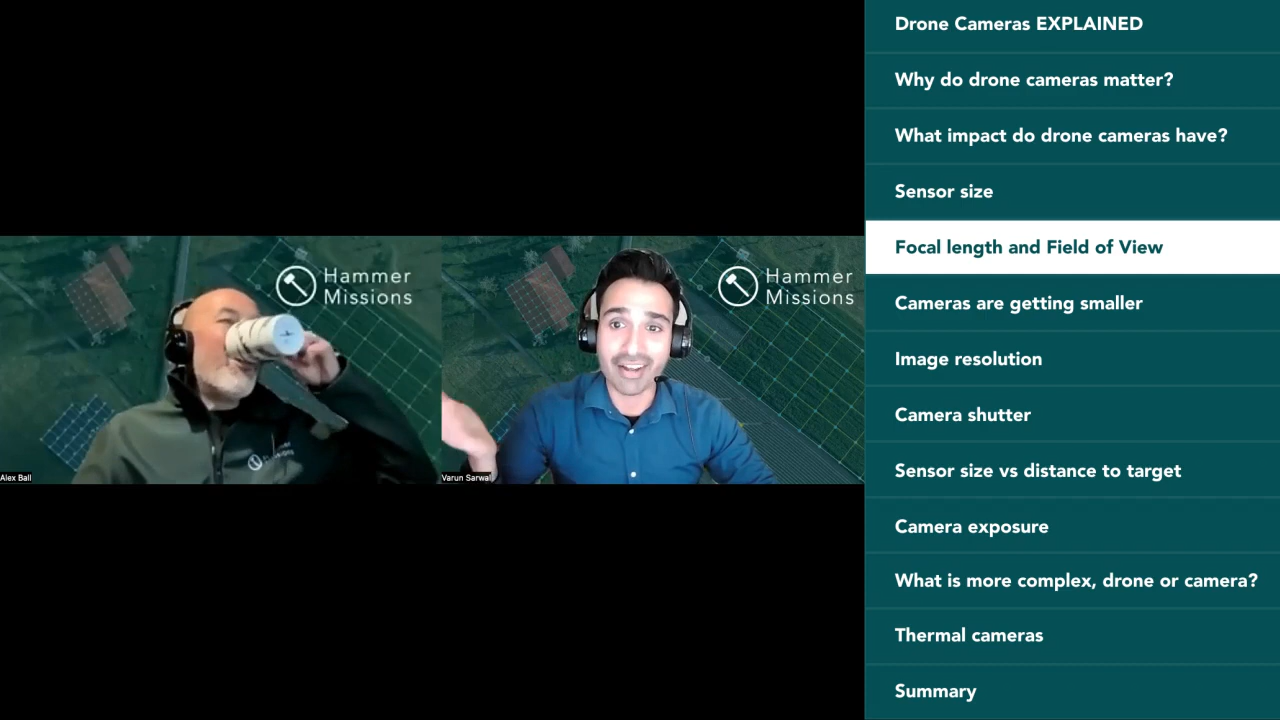 Hammer
Missions
Alex Ball
Hammer
Missions
Varun Sarwal
Drone Cameras EXPLAINED
Why do drone cameras matter?
What impact do drone cameras have?
Sensor size
Focal length and Field of View
Cameras are getting smaller
Image resolution
Camera shutter
Sensor size vs distance to target
Camera exposure
What is more complex, drone or camera?
Thermal cameras
Summary